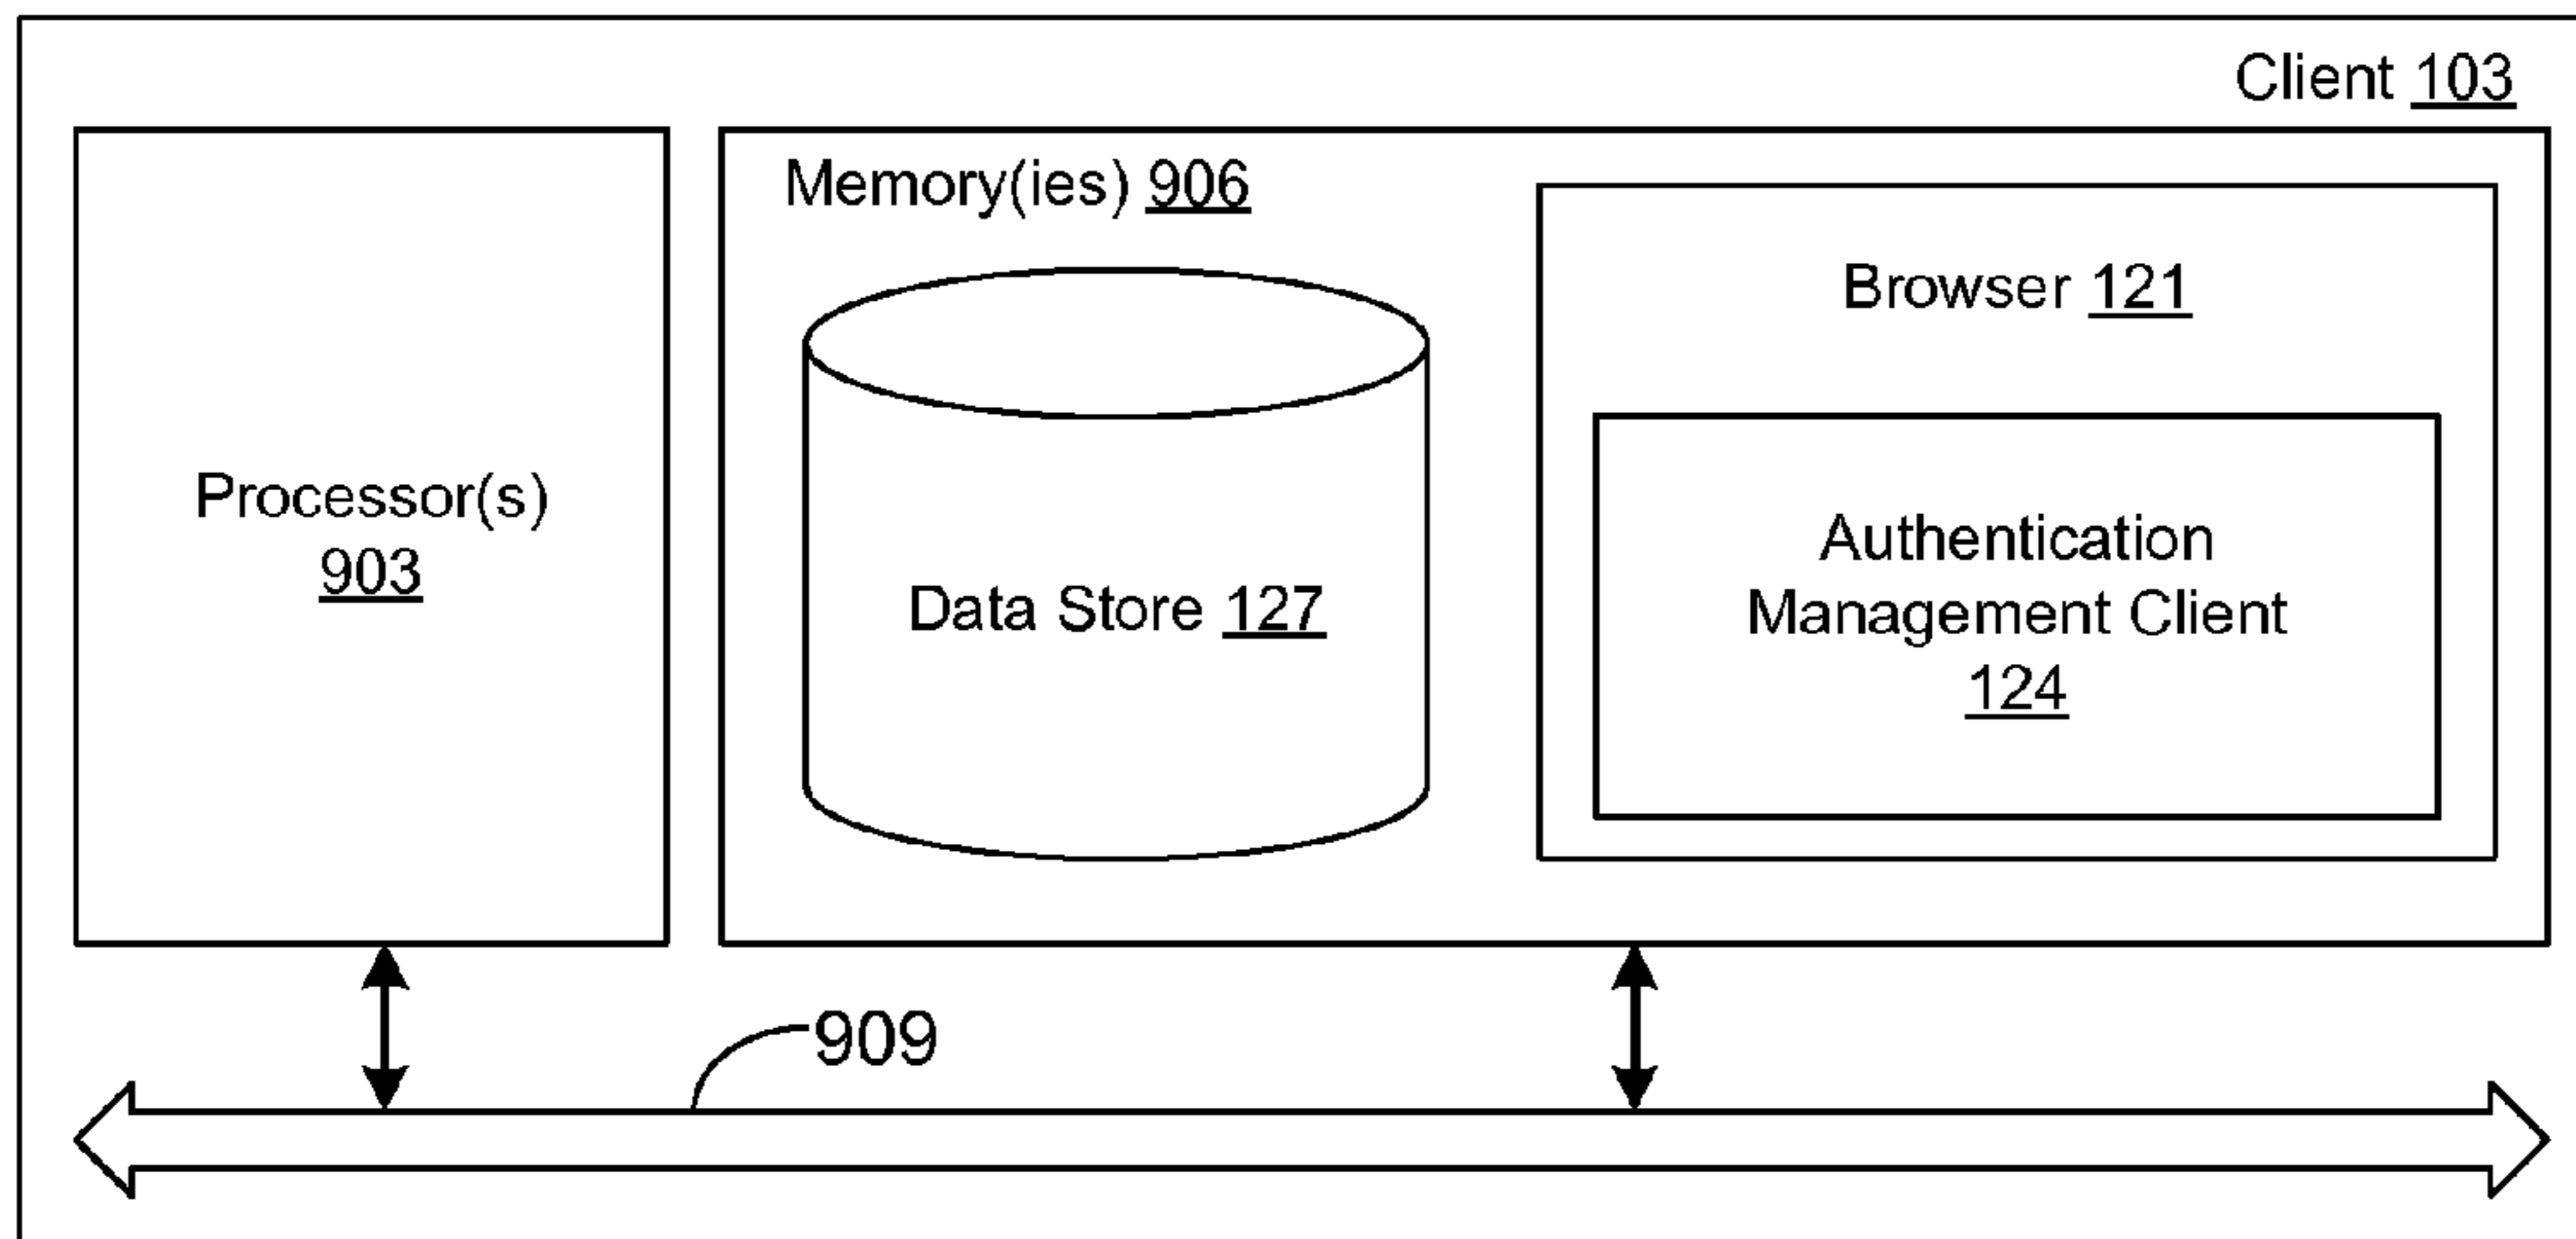 Client 103
Memory(ies) 906
Browser 121
Processor(s)
903
Data Store 127
Authentication
Management Client
124
909